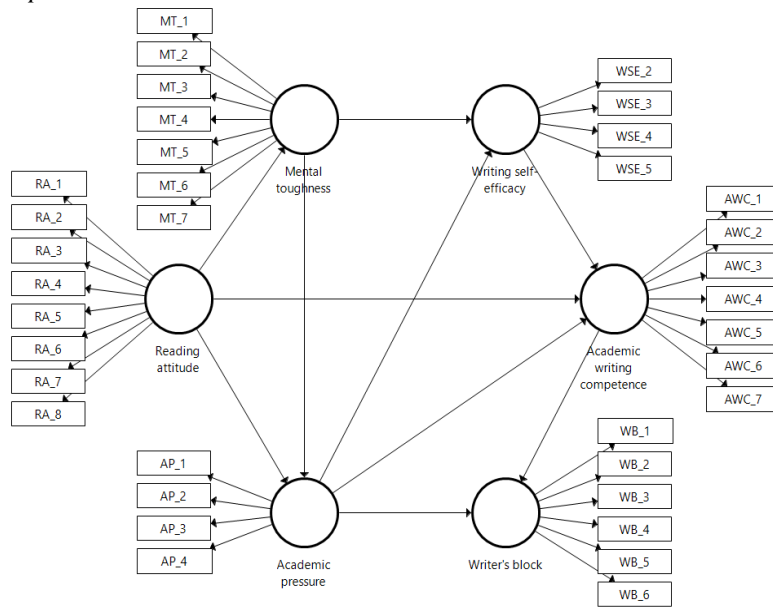 MT_1
MT_2
MT_3
MT_4
MT_5
MT_6
MT_7
Mental
toughness
WSE_2
WSE_3
WSE_4
WSE_5
Writing self-
efficacy
RA_1
RA_2
RA_3
RA_4
RA_5
RA_6
RA_7
RA_8
Reading
attitude
AWC_1
AWC_2
AWC_3
AWC_4
AWC_5
AWC_6
AWC_7
Academic
writing
competence
AP_1
AP_2
AP_3
AP_4
Academic
pressure
WB_1
WB_2
WB_3
WB_4
WB_5
WB_6
Writer's block